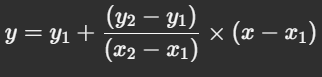 y = y₁ + (y₂ − y₁)/(x₂ − x₁) × (x − x₁)